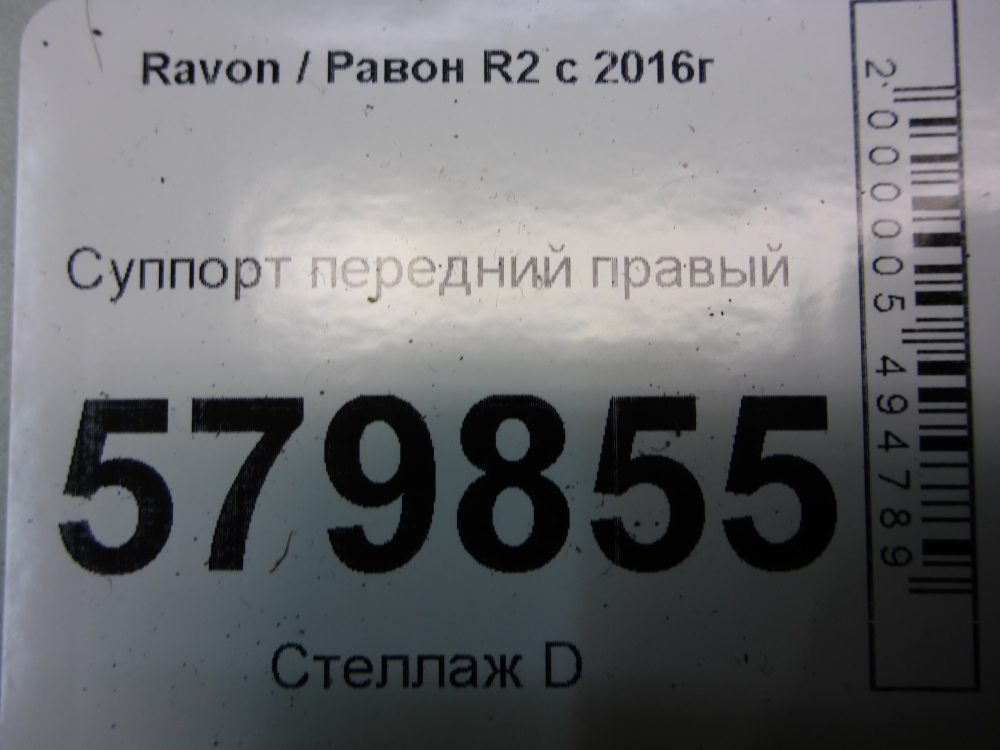 Ravon / Равон R2 с 2016г
Суппорт передний правый
579855
Стеллаж D
2000005494789